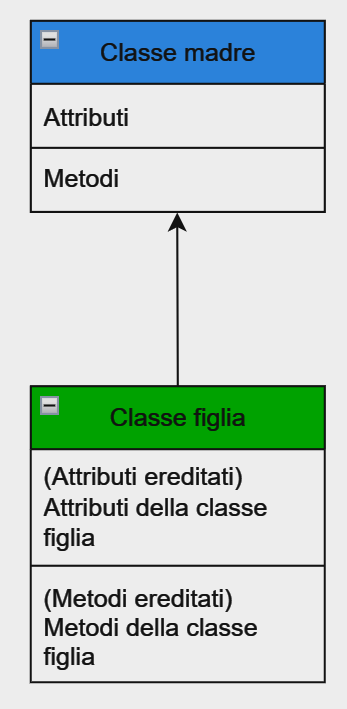 Classe madre
Attributi
Metodi
Classe figlia
(Attributi ereditati)
Attributi della classe
figlia
(Metodi ereditati)
Metodi della classe
figlia